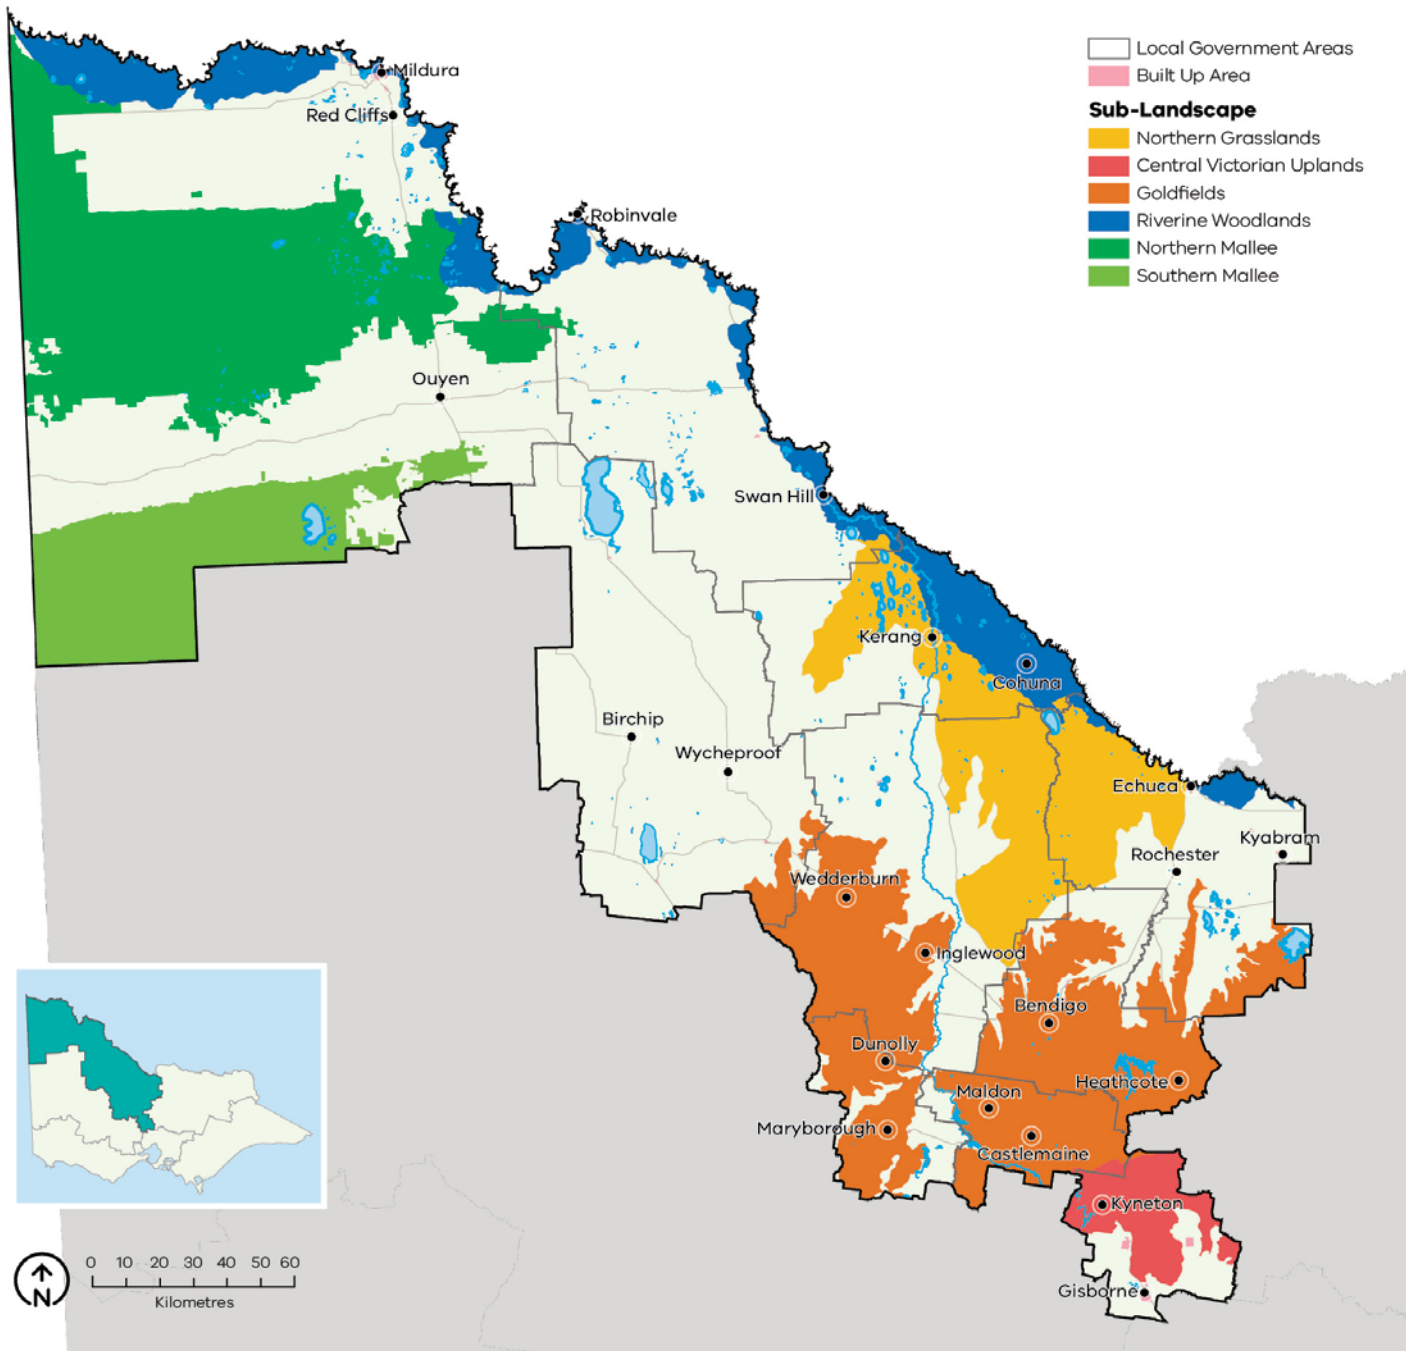 Local Government Areas
Built Up Area
Sub-Landscape
Northern Grasslands
Central Victorian Uplands
Goldfields
Riverine Woodlands
Northern Mallee
Southern Mallee
Mildura
Red Cliffs
Robinvale
Ouyen
Swan Hill
Kerang
Cohuna
Birchip
Wycheproof
Echuca
Kyabram
Rochester
Wedderburn
Inglewood
Bendigo
Dunolly
Heathcote
Maldon
Maryborough
Castlemaine
Kyneton
Gisborne
N
0 10 20 30 40 50 60
Kilometres